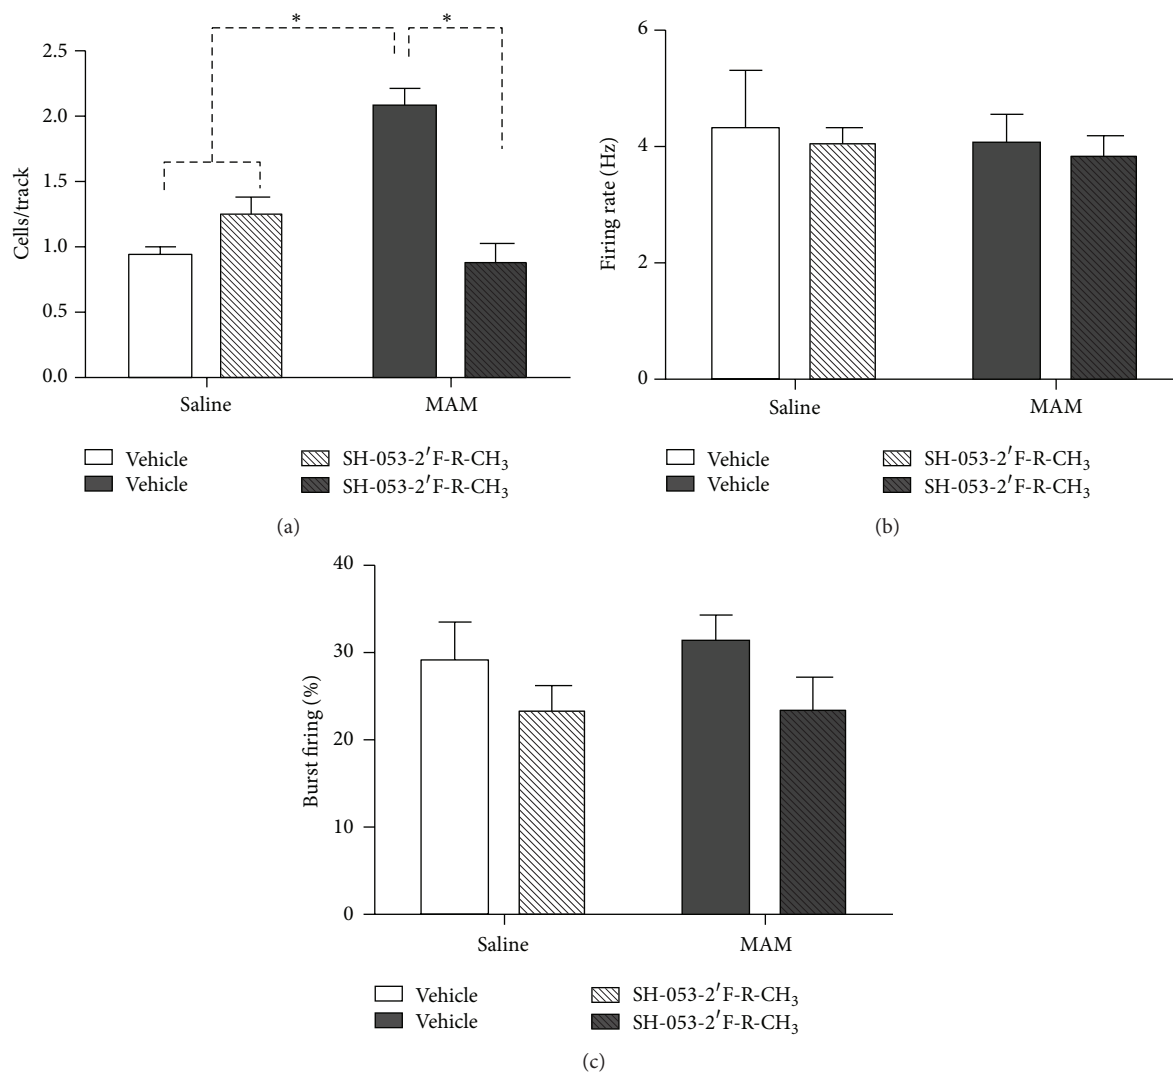 * *
2.5
2.0
1.5
1.0
0.5
0.0
Cells/track
Saline MAM
Vehicle SH-053-2′F-R-CH₃
Vehicle SH-053-2′F-R-CH₃
(a)
6
4
2
0
Firing rate (Hz)
Saline MAM
Vehicle SH-053-2′F-R-CH₃
Vehicle SH-053-2′F-R-CH₃
(b)
40
30
20
10
0
Burst firing (%)
Saline MAM
Vehicle SH-053-2′F-R-CH₃
Vehicle SH-053-2′F-R-CH₃
(c)